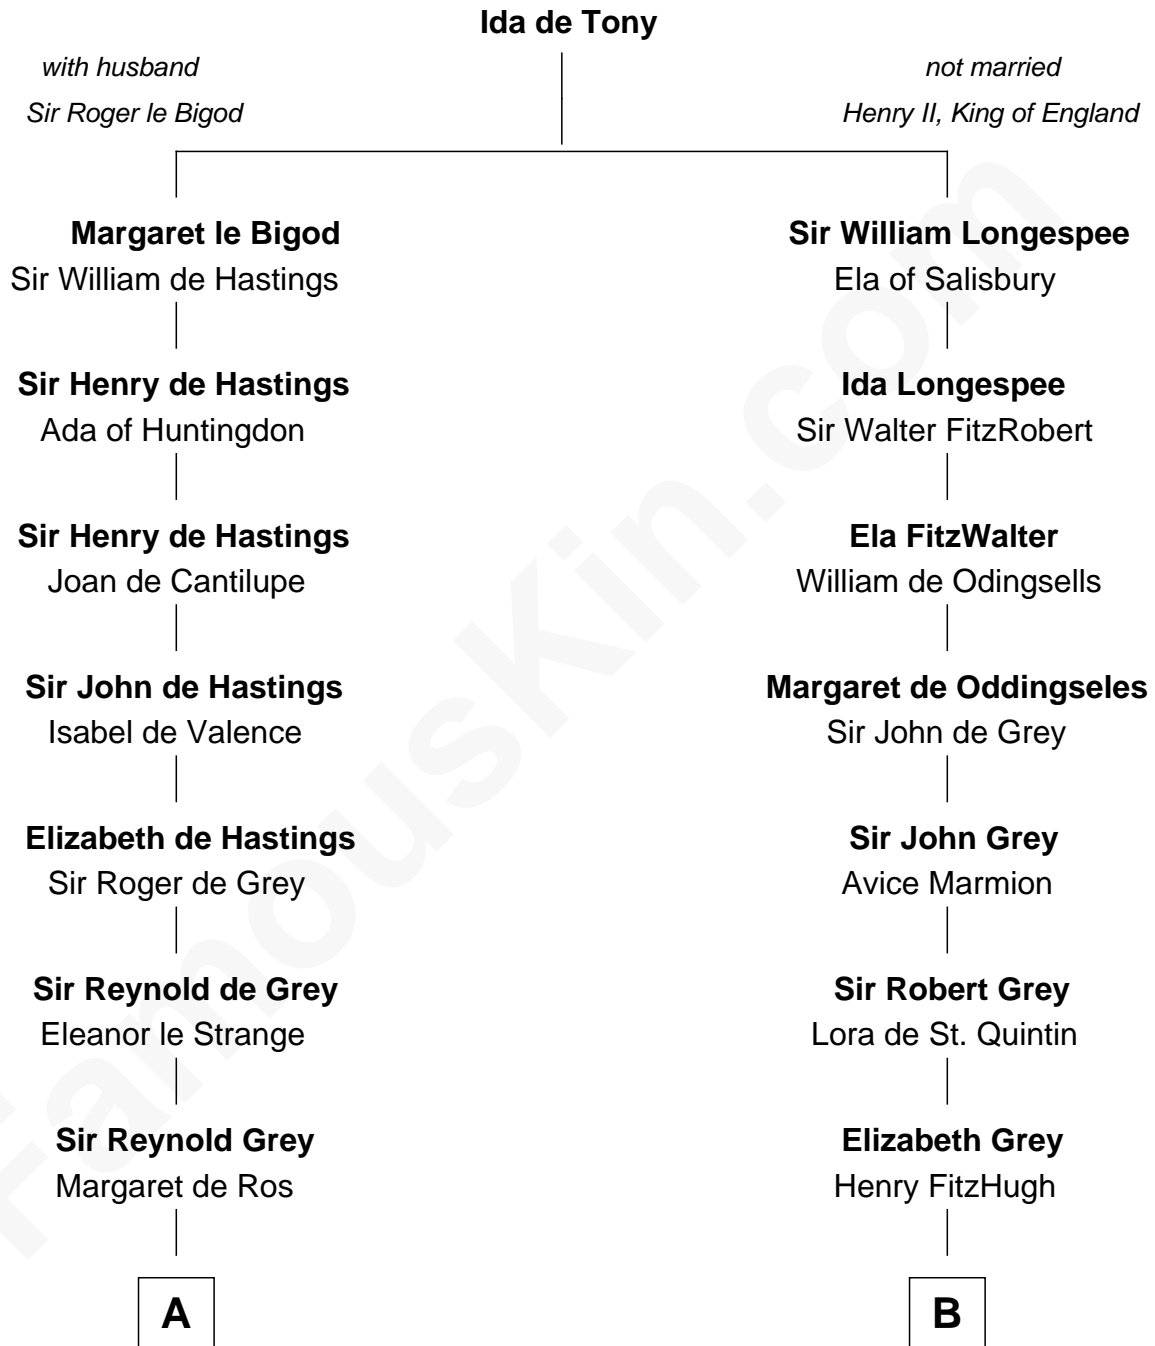 Ida de Tony
with husband
Sir Roger le Bigod
not married
Henry II, King of England
Margaret le Bigod
Sir William de Hastings
Sir William Longespee
Ela of Salisbury
Sir Henry de Hastings
Ada of Huntingdon
Ida Longespee
Sir Walter FitzRobert
Sir Henry de Hastings
Joan de Cantilupe
Ela FitzWalter
William de Odingsells
Sir John de Hastings
Isabel de Valence
Margaret de Oddingseles
Sir John de Grey
Elizabeth de Hastings
Sir Roger de Grey
Sir John Grey
Avice Marmion
Sir Reynold de Grey
Eleanor le Strange
Sir Robert Grey
Lora de St. Quintin
Sir Reynold Grey
Margaret de Ros
Elizabeth Grey
Henry FitzHugh
A
B
FamousKin.com